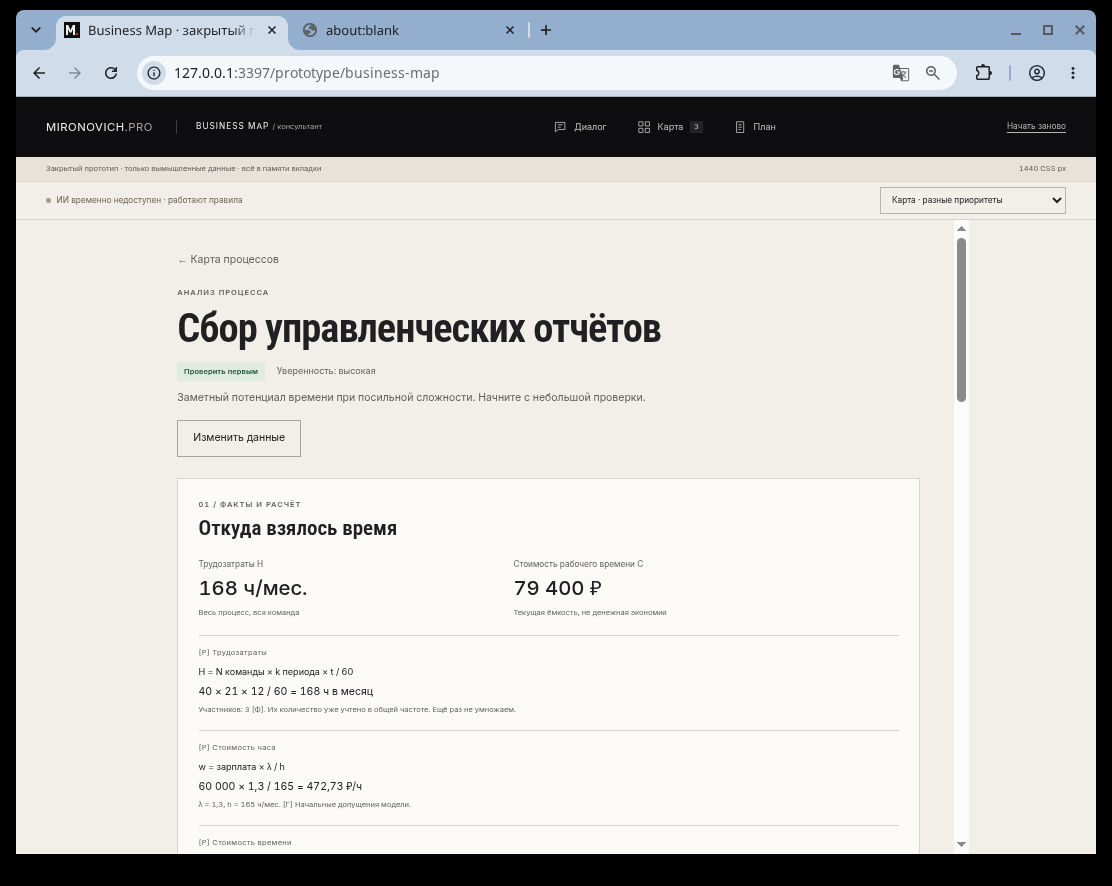 Business Map · закрытый
about:blank
127.0.0.1:3397/prototype/business-map
MIRONOVICH.PRO
BUSINESS MAP / консультант
Диалог
Карта 3
План
Начать заново
Закрытый прототип · только вымышленные данные · всё в памяти вкладки
1440 CSS px
ИИ временно недоступен · работают правила
Карта · разные приоритеты
← Карта процессов
АНАЛИЗ ПРОЦЕССА
Сбор управленческих отчётов
Проверить первым
Уверенность: высокая
Заметный потенциал времени при посильной сложности. Начните с небольшой проверки.
Изменить данные
01 / ФАКТЫ И РАСЧЁТ
Откуда взялось время
Трудозатраты H
Стоимость рабочего времени C
168 ч/мес.
79 400 ₽
Весь процесс, вся команда
Текущая ёмкость, не денежная экономия
[Р] Трудозатраты
H = N команды × k периода × t / 60
40 × 21 × 12 / 60 = 168 ч в месяц
Участников: 3 [Ф]. Их количество уже учтено в общей частоте. Ещё раз не умножаем.
[Р] Стоимость часа
w = зарплата × λ / h
60 000 × 1,3 / 165 = 472,73 ₽/ч
λ = 1,3, h = 165 ч/мес. [Г] Начальные допущения модели.
[Р] Стоимость времени